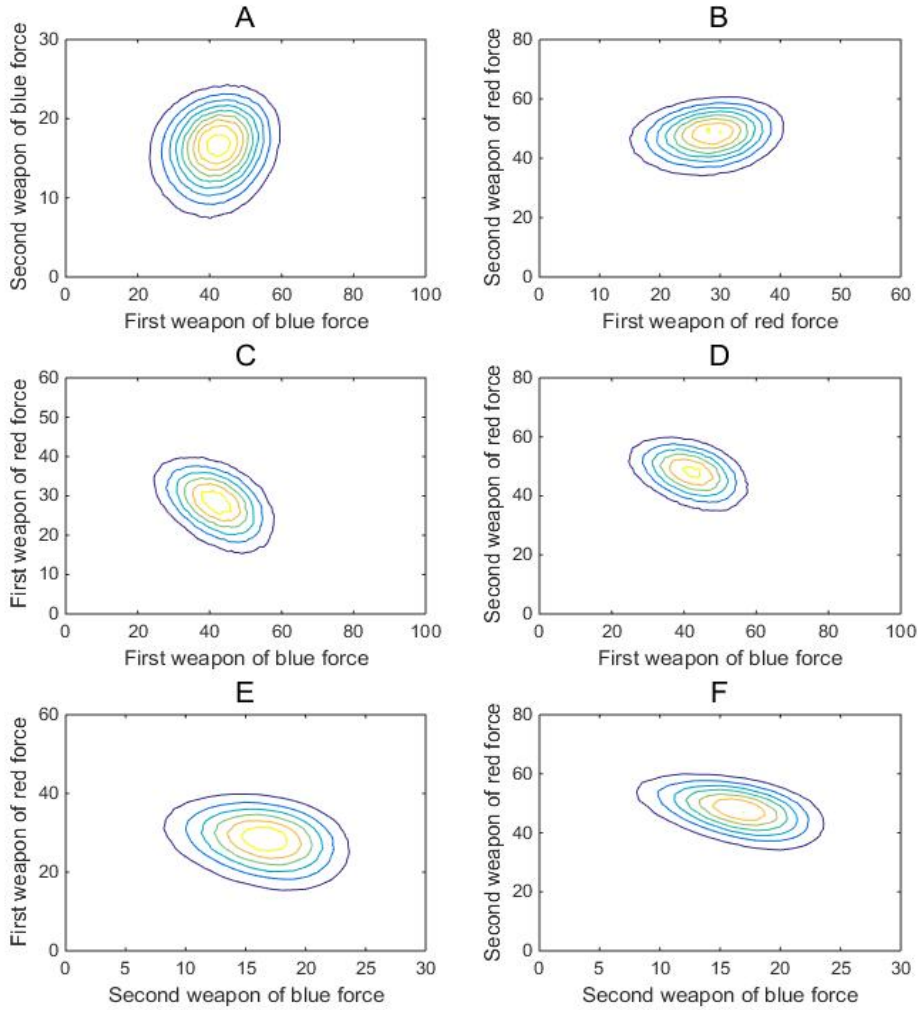 A
30
20
10
0
Second weapon of blue force
0 20 40 60 80 100
First weapon of blue force
B
80
60
40
20
0
Second weapon of red force
0 10 20 30 40 50 60
First weapon of red force
C
60
50
40
30
20
10
0
First weapon of red force
0 20 40 60 80 100
First weapon of blue force
D
80
60
40
20
0
Second weapon of red force
0 20 40 60 80 100
First weapon of blue force
E
60
40
20
0
First weapon of red force
0 5 10 15 20 25 30
Second weapon of blue force
F
80
60
40
20
0
Second weapon of red force
0 5 10 15 20 25 30
Second weapon of blue force